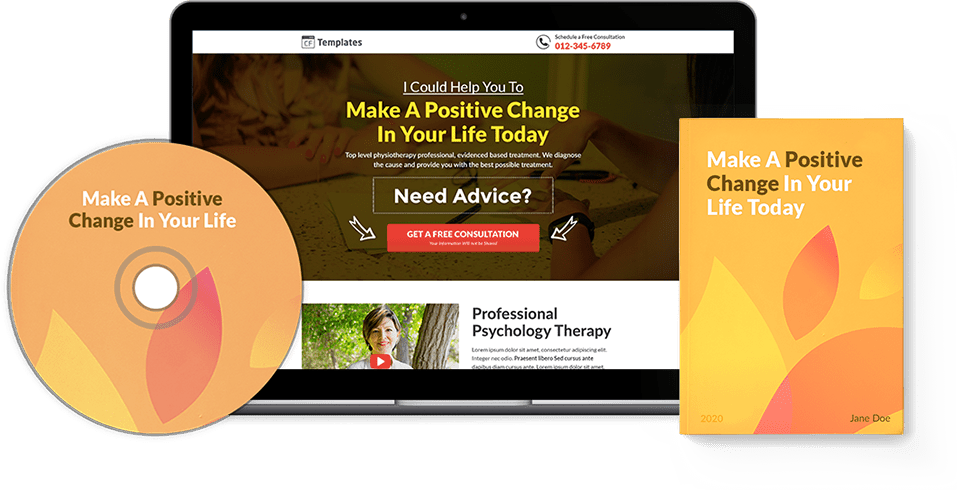 CF Templates
Schedule a Free Consultation
012-345-6789
I Could Help You To
Make A Positive Change
In Your Life Today
Top level physiotherapy professional, evidenced based treatment. We diagnose
the cause and provide you with the best possible treatment.
Need Advice?
GET A FREE CONSULTATION
Your Information Will not be Shared
Professional
Psychology Therapy
Lorem ipsum dolor sit amet, consectetur adipiscing elit.
Integer nec odio. Praesent libero Sed cursus ante
dapibus diam cursus ante. Lorem ipsum dolor sit amet,
Make A Positive
Change In Your Life
Make A Positive
Change In Your
Life Today
2020
Jane Doe